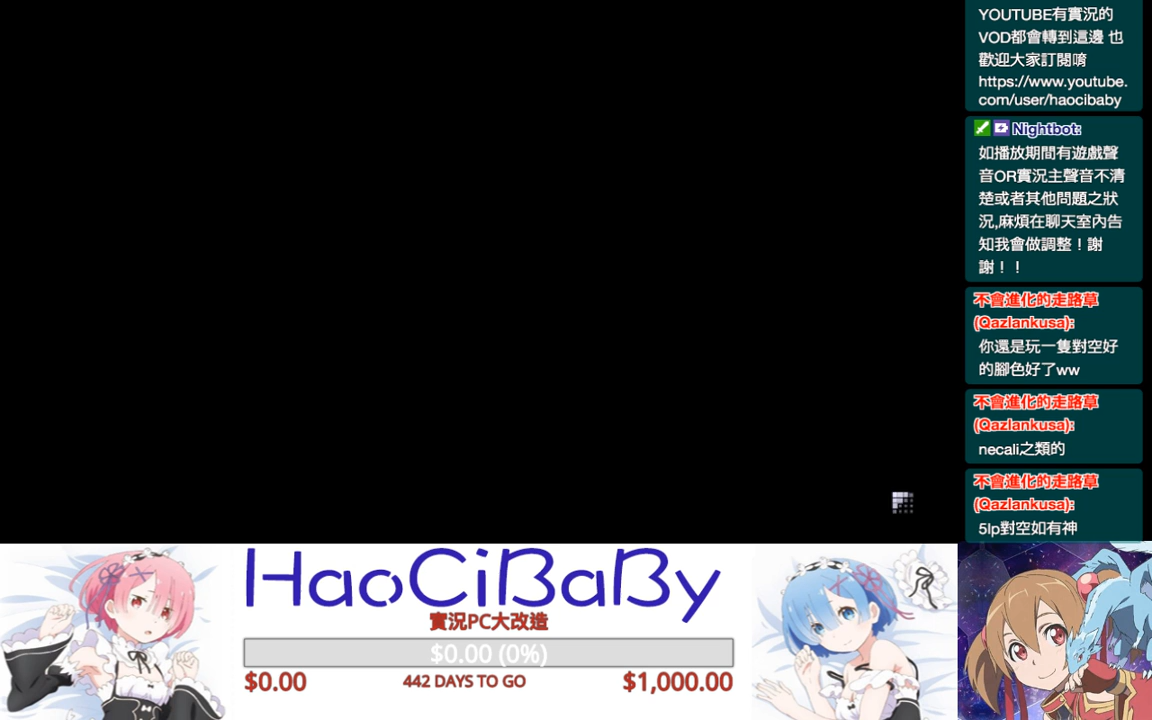 YOUTUBE有實況的
VOD都會轉到這邊 也
歡迎大家訂閱唷
https://www.youtube.
com/user/haocibaby
Nightbot:
如播放期間有遊戲聲
音OR實況主聲音不清
楚或者其他問題之狀
況,麻煩在聊天室內告
知我會做調整！謝
謝！！
不會進化的走路草
(Qazlankusa):
你還是玩一隻對空好
的腳色好了ww
不會進化的走路草
(Qazlankusa):
necali之類的
不會進化的走路草
(Qazlankusa):
5lp對空如有神
HaoCiBaBy
實況PC大改造
$0.00 (0%)
$0.00
442 DAYS TO GO
$1,000.00